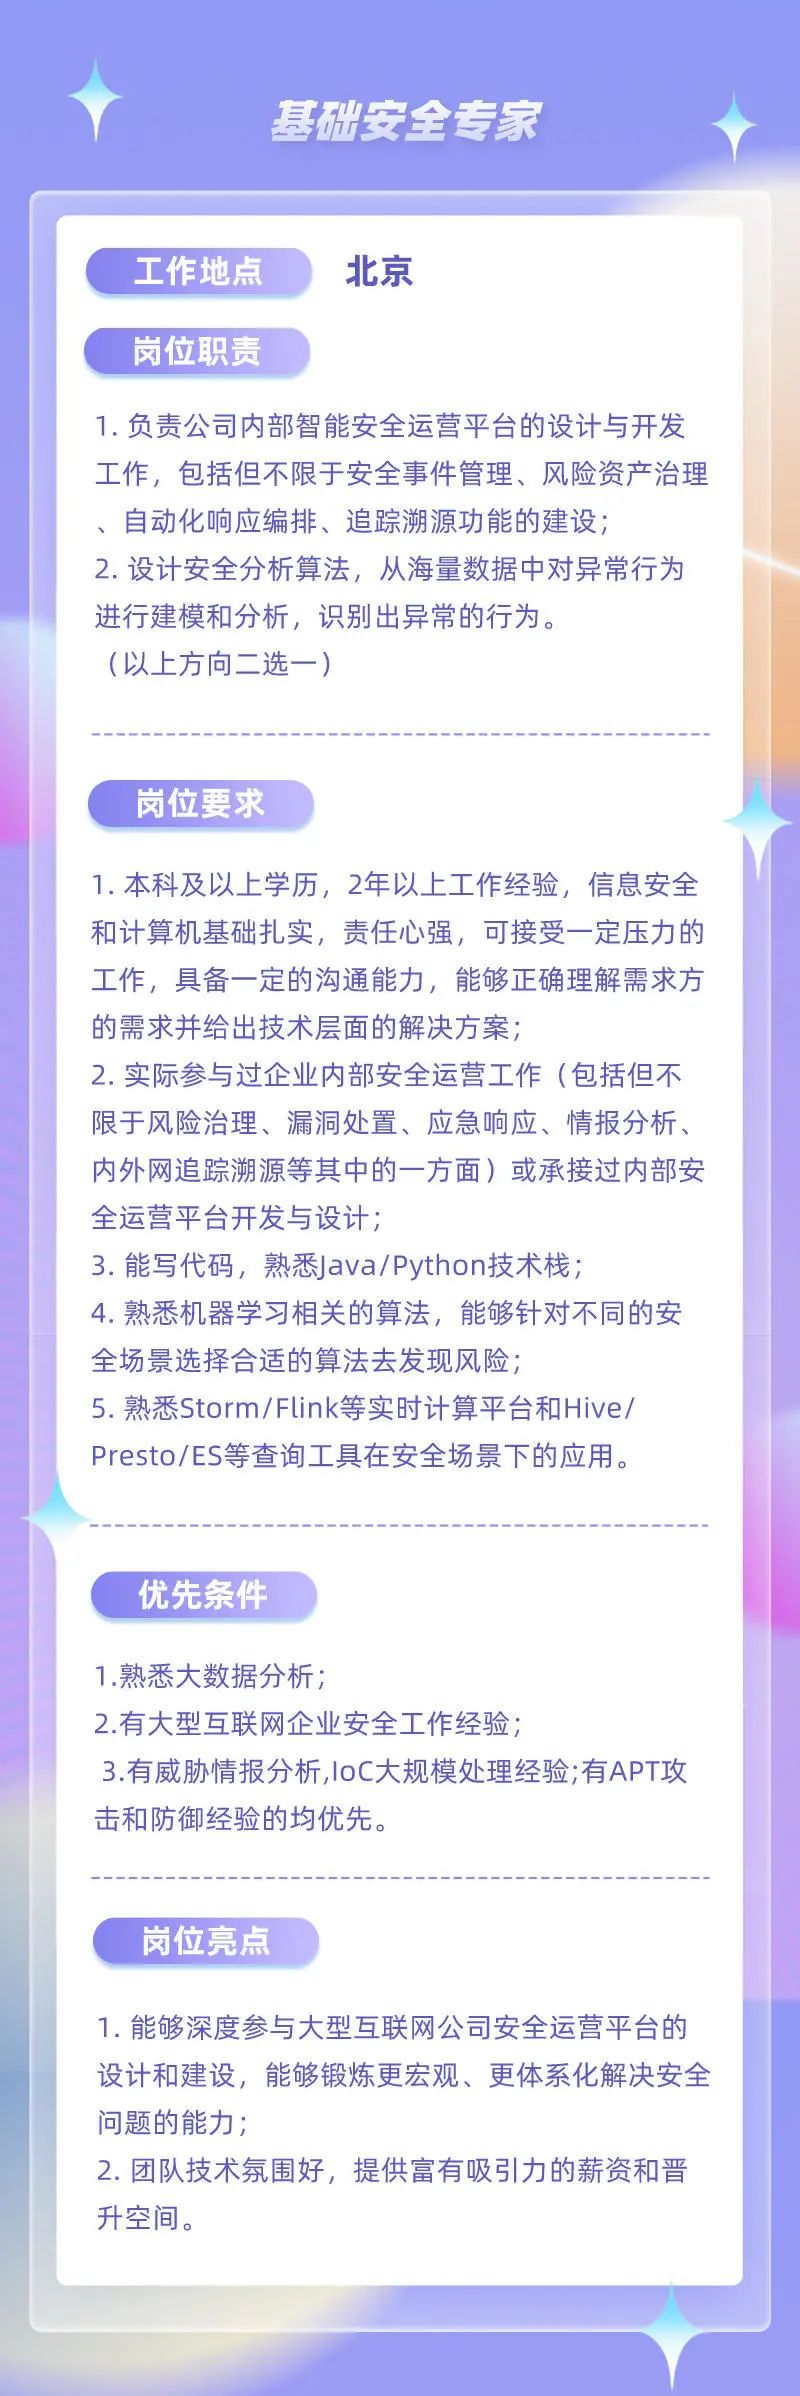 基础安全专家
工作地点 北京
岗位职责
1. 负责公司内部智能安全运营平台的设计与开发
工作，包括但不限于安全事件管理、风险资产治理
、自动化响应编排、追踪溯源功能的建设；
2. 设计安全分析算法，从海量数据中对异常行为
进行建模和分析，识别出异常的行为。
（以上方向二选一）
岗位要求
1. 本科及以上学历，2年以上工作经验，信息安全
和计算机基础扎实，责任心强，可接受一定压力的
工作，具备一定的沟通能力，能够正确理解需求方
的需求并给出技术层面的解决方案；
2. 实际参与过企业内部安全运营工作（包括但不
限于风险治理、漏洞处置、应急响应、情报分析、
内外网追踪溯源等其中的一方面）或承接过内部安
全运营平台开发与设计；
3. 能写代码，熟悉Java/Python技术栈；
4. 熟悉机器学习相关的算法，能够针对不同的安
全场景选择合适的算法去发现风险；
5. 熟悉Storm/Flink等实时计算平台和Hive/
Presto/ES等查询工具在安全场景下的应用。
优先条件
1.熟悉大数据分析；
2.有大型互联网企业安全工作经验；
3.有威胁情报分析,IoC大规模处理经验;有APT攻
击和防御经验的均优先。
岗位亮点
1. 能够深度参与大型互联网公司安全运营平台的
设计和建设，能够锻炼更宏观、更体系化解决安全
问题的能力；
2. 团队技术氛围好，提供富有吸引力的薪资和晋
升空间。